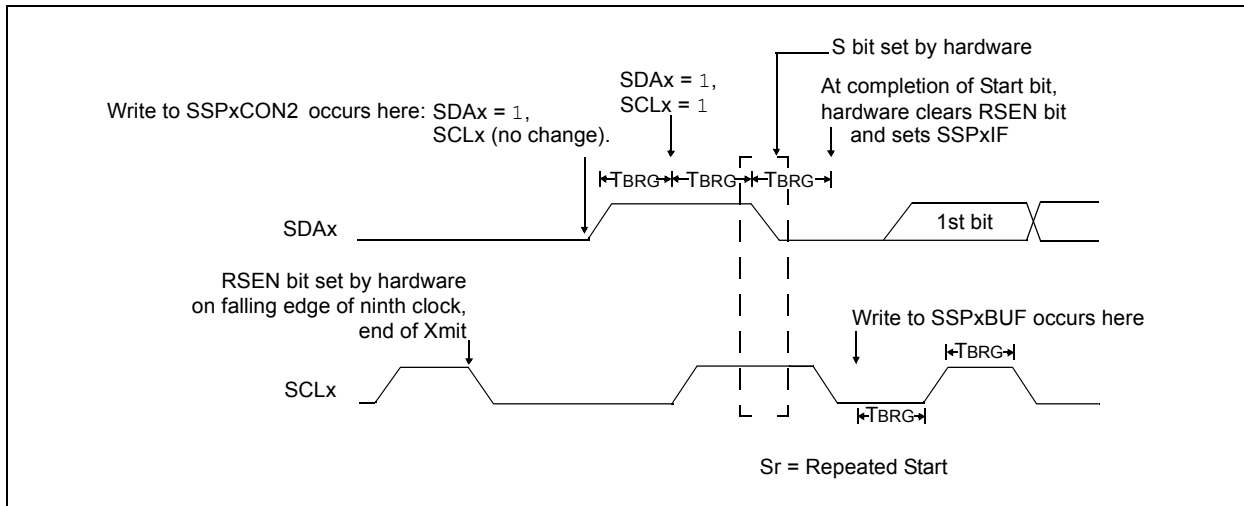 S bit set by hardware
SDAx = 1,
SCLx = 1
At completion of Start bit,
hardware clears RSEN bit
and sets SSPxIF
Write to SSPxCON2 occurs here: SDAx = 1,
SCLx (no change).
TBRG
TBRG
TBRG
SDAx
1st bit
RSEN bit set by hardware
on falling edge of ninth clock,
end of Xmit
Write to SSPxBUF occurs here
TBRG
SCLx
TBRG
Sr = Repeated Start